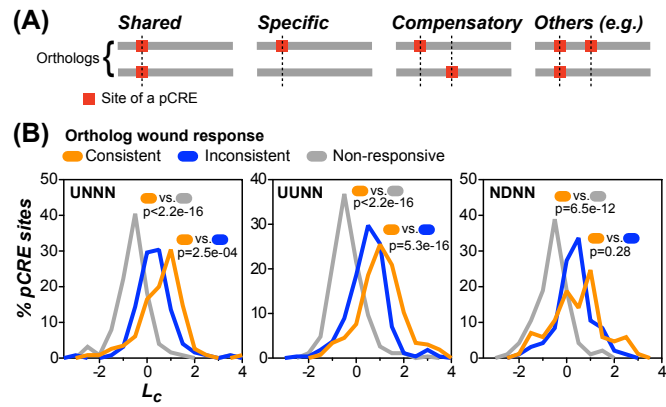 (A)
Shared
Specific
Compensatory
Others (e.g.)
Orthologs
Site of a pCRE
(B)
Ortholog wound response
Consistent
Inconsistent
Non-responsive
% pCRE sites
50
40
30
20
10
0
UNNN
vs.
p<2.2e-16
vs.
p=2.5e-04
-2
0
2
4
40
30
20
10
0
UUNN
vs.
p<2.2e-16
vs.
p=5.3e-16
-2
0
2
4
50
40
30
20
10
0
NDNN
vs.
p=6.5e-12
vs.
p=0.28
-2
0
2
4
Lc